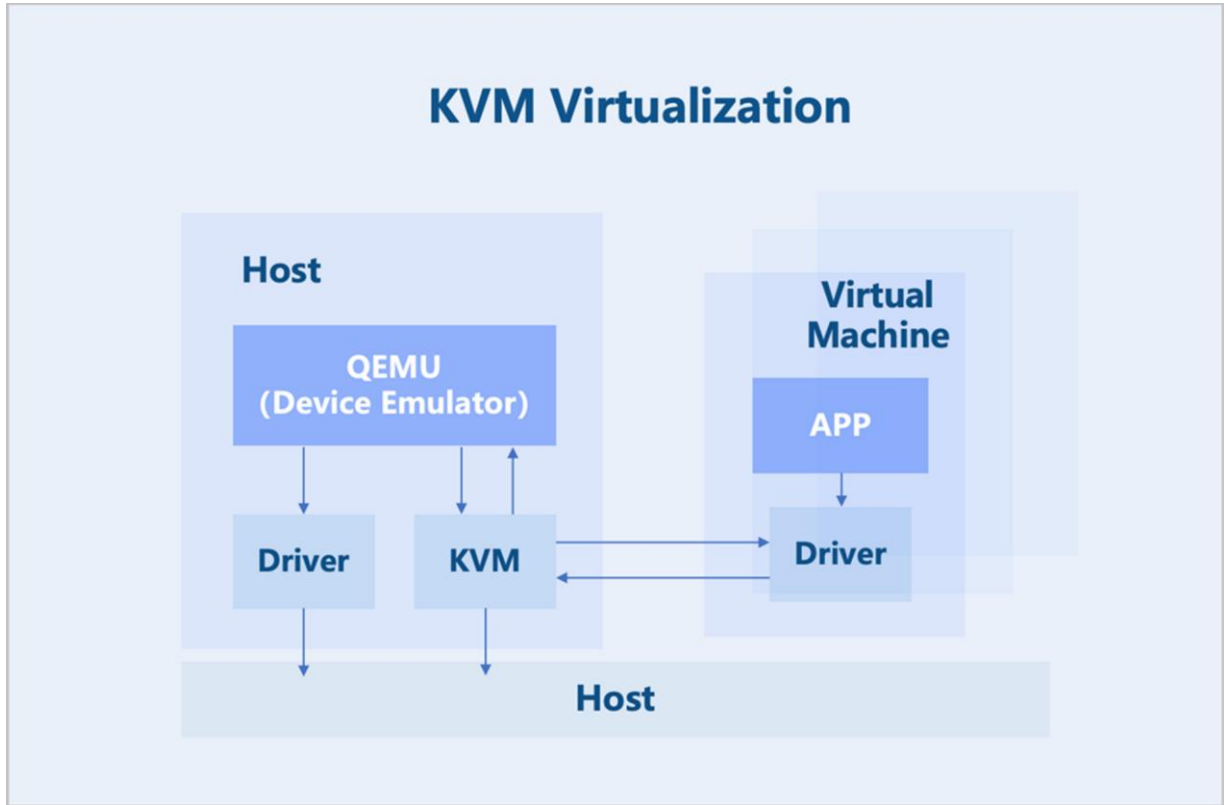 KVM Virtualization
Host
QEMU
(Device Emulator)
Driver
KVM
Virtual
Machine
APP
Driver
Host